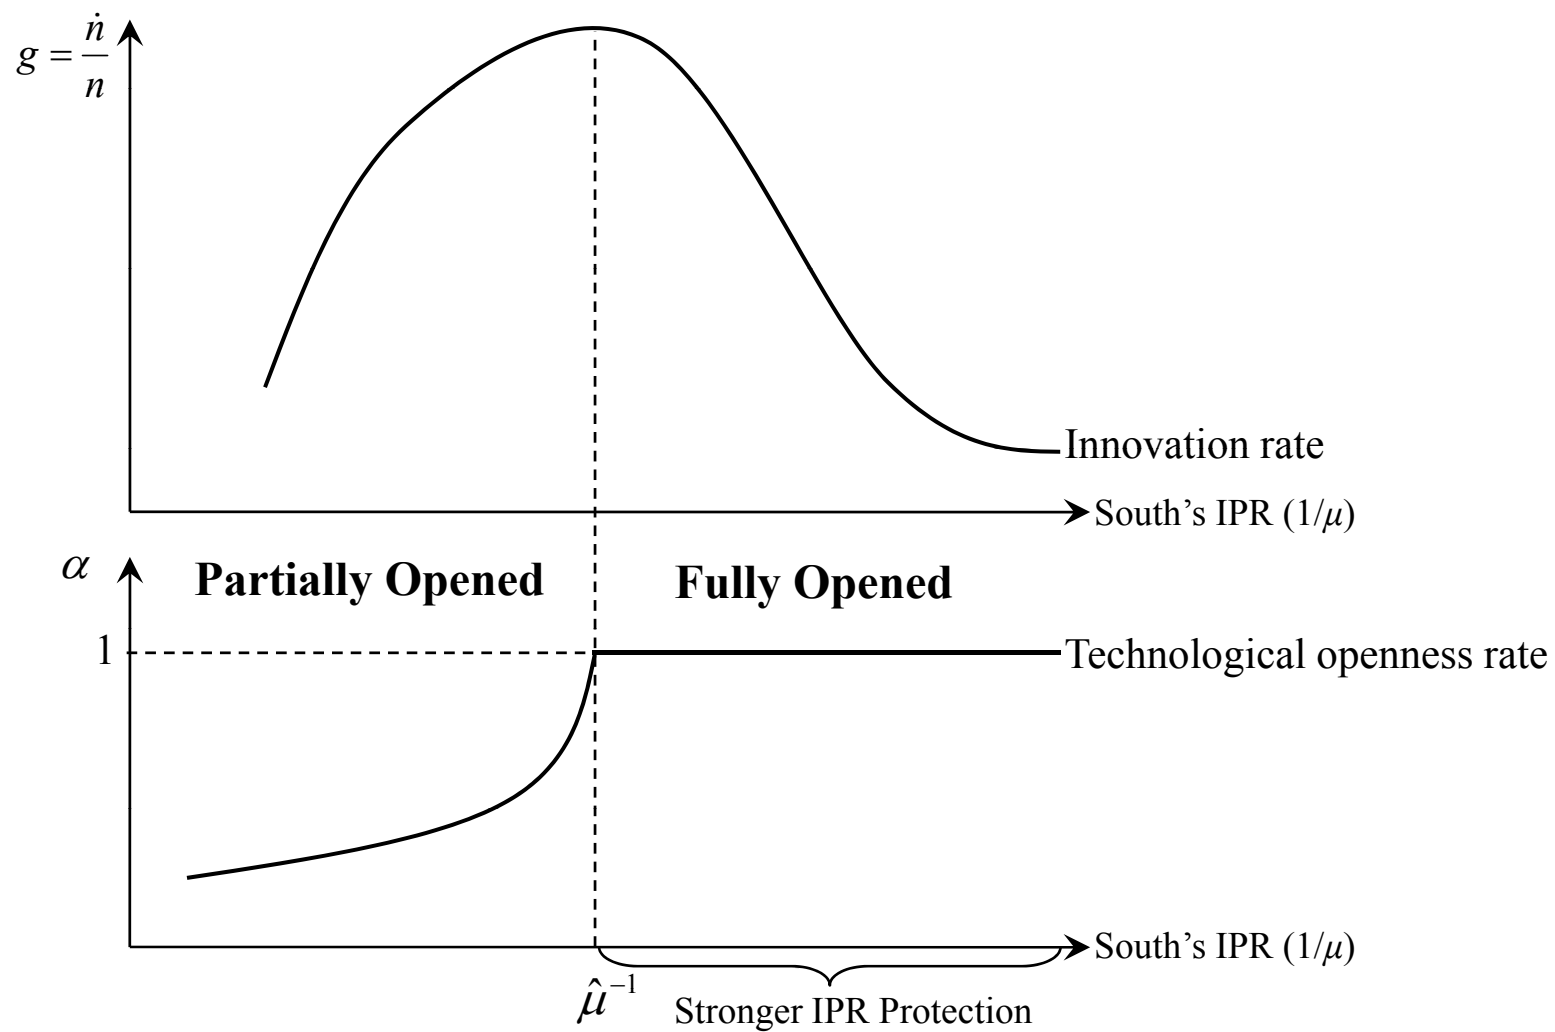 g = ṅ/n
Innovation rate
South's IPR (1/μ)
α
Partially Opened
Fully Opened
1
Technological openness rate
South's IPR (1/μ)
μ̂⁻¹
Stronger IPR Protection